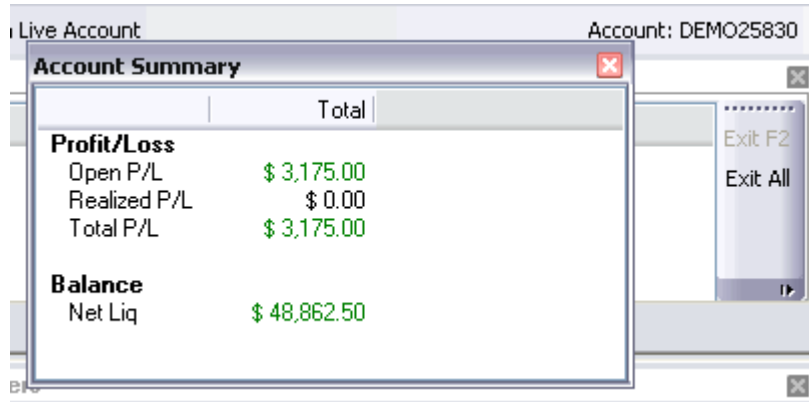 Live Account Account: DEMO25830
Account Summary
Total
Profit/Loss
Open P/L $ 3,175.00
Realized P/L $ 0.00
Total P/L $ 3,175.00
Balance
Net Liq $ 48,862.50
Exit F2
Exit All